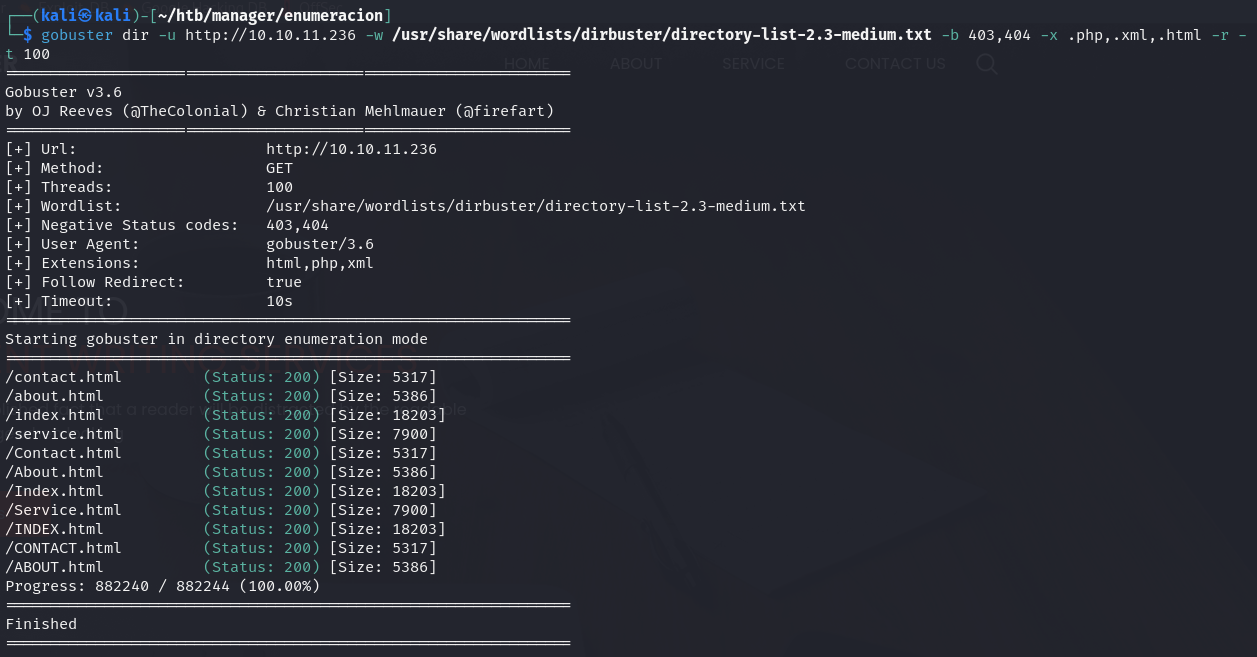 ┌──(kali㉿kali)-[~/htb/manager/enumeracion]
└─$ gobuster dir -u http://10.10.11.236 -w /usr/share/wordlists/dirbuster/directory-list-2.3-medium.txt -b 403,404 -x .php,.xml,.html -r -
t 100
HOME ABOUT SERVICE CONTACT US
===============================================================
Gobuster v3.6
by OJ Reeves (@TheColonial) & Christian Mehlmauer (@firefart)
===============================================================
[+] Url: http://10.10.11.236
[+] Method: GET
[+] Threads: 100
[+] Wordlist: /usr/share/wordlists/dirbuster/directory-list-2.3-medium.txt
[+] Negative Status codes: 403,404
[+] User Agent: gobuster/3.6
[+] Extensions: html,php,xml
[+] Follow Redirect: true
[+] Timeout: 10s
===============================================================
Starting gobuster in directory enumeration mode
===============================================================
/contact.html (Status: 200) [Size: 5317]
/about.html (Status: 200) [Size: 5386]
/index.html (Status: 200) [Size: 18203]
/service.html (Status: 200) [Size: 7900]
/Contact.html (Status: 200) [Size: 5317]
/About.html (Status: 200) [Size: 5386]
/Index.html (Status: 200) [Size: 18203]
/Service.html (Status: 200) [Size: 7900]
/INDEX.html (Status: 200) [Size: 18203]
/CONTACT.html (Status: 200) [Size: 5317]
/ABOUT.html (Status: 200) [Size: 5386]
Progress: 882240 / 882244 (100.00%)
===============================================================
Finished
===============================================================